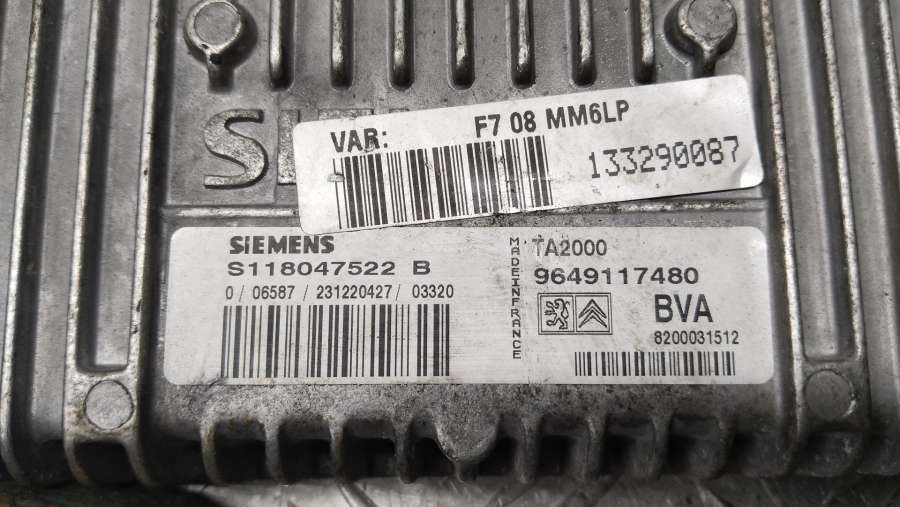 VAR: F7 08 MM6LP
133290087
SIEMENS
S118047522 B
0 / 06587 / 231220427 / 03320
MADE IN FRANCE
TA2000
9649117480
BVA
8200031512